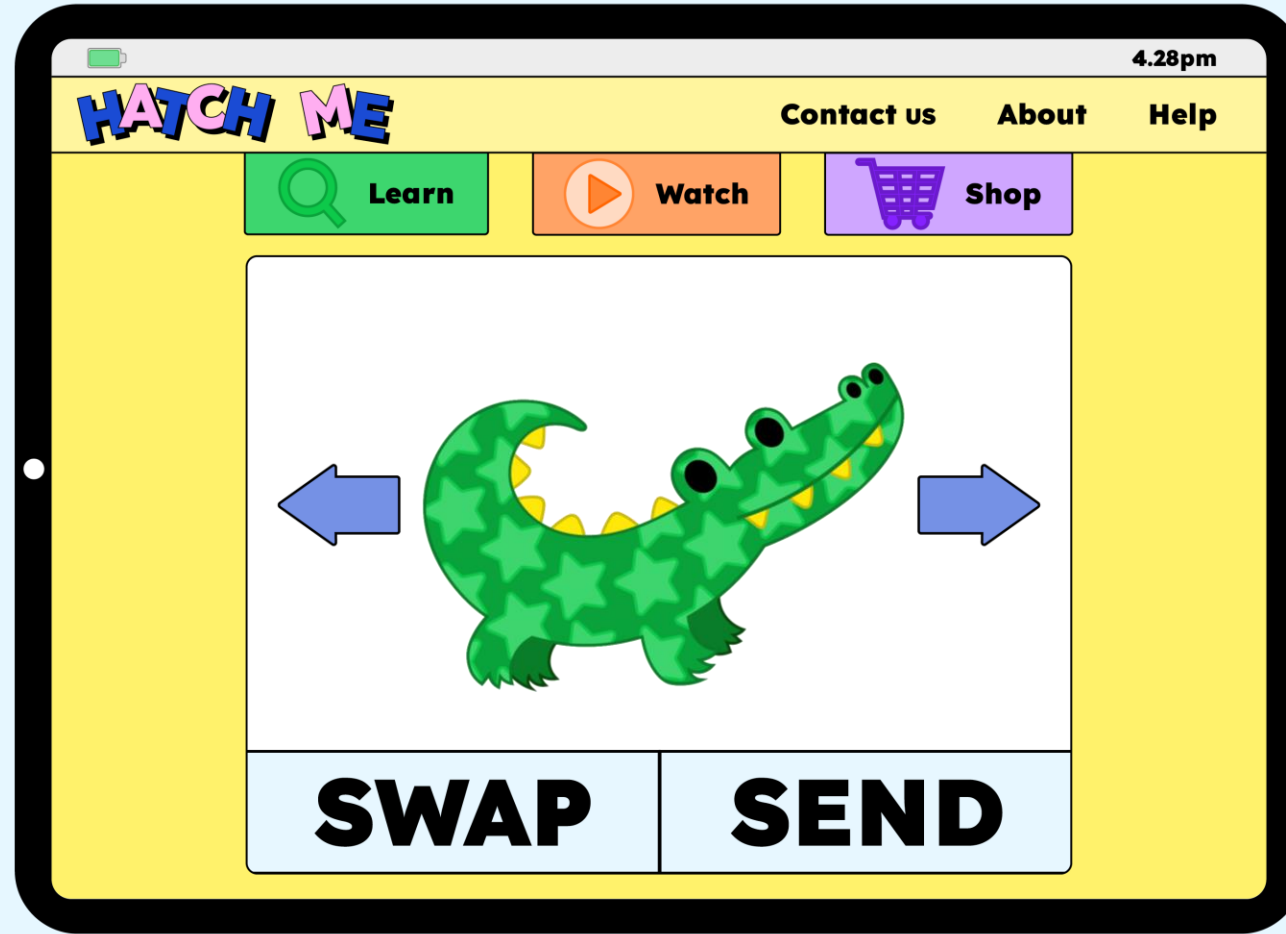 4.28pm
HATCH ME
Contact us About Help
Learn Watch Shop
SWAP SEND